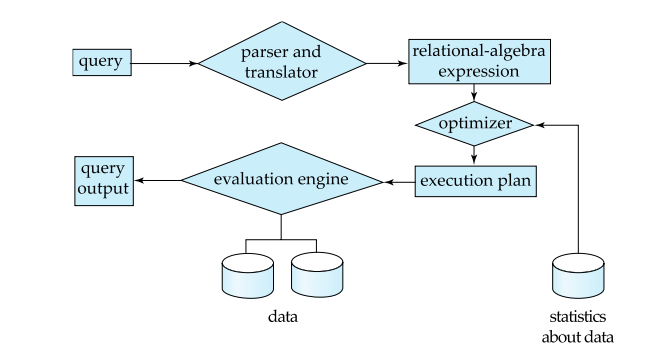 query
parser and
translator
relational-algebra
expression
optimizer
query
output
evaluation engine
execution plan
data
statistics
about data